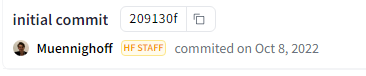 initial commit 209130f
Muennighoff HF STAFF commited on Oct 8, 2022